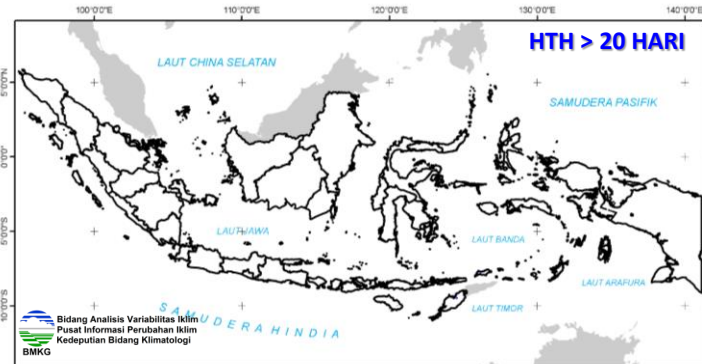 100°0'0"E 110°0'0"E 120°0'0"E 130°0'0"E 140°0'0"E
HTH > 20 HARI
LAUT CHINA SELATAN
5°0'0"N
SAMUDERA PASIFIK
0°0'0"
LAUT JAWA
LAUT BANDA
5°0'0"S
LAUT ARAFURA
LAUT TIMOR
10°0'0"S
SAMUDERA HINDIA
Bidang Analisis Variabilitas Iklim
Pusat Informasi Perubahan Iklim
Kedeputian Bidang Klimatologi
BMKG